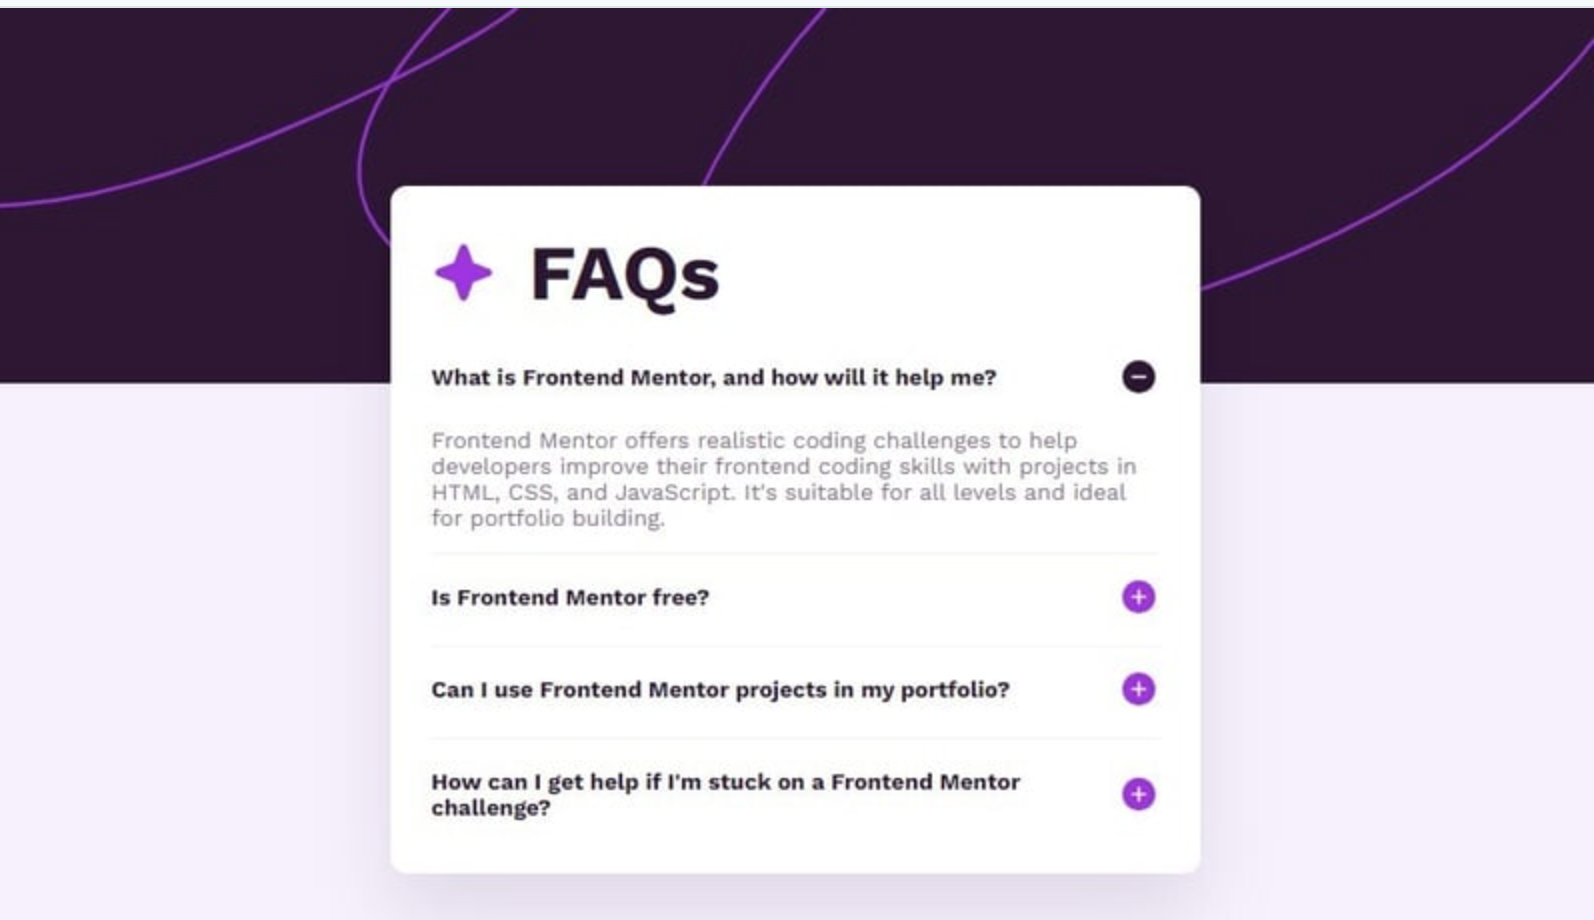 FAQs
What is Frontend Mentor, and how will it help me?
Frontend Mentor offers realistic coding challenges to help
developers improve their frontend coding skills with projects in
HTML, CSS, and JavaScript. It's suitable for all levels and ideal
for portfolio building.
Is Frontend Mentor free?
Can I use Frontend Mentor projects in my portfolio?
How can I get help if I'm stuck on a Frontend Mentor
challenge?